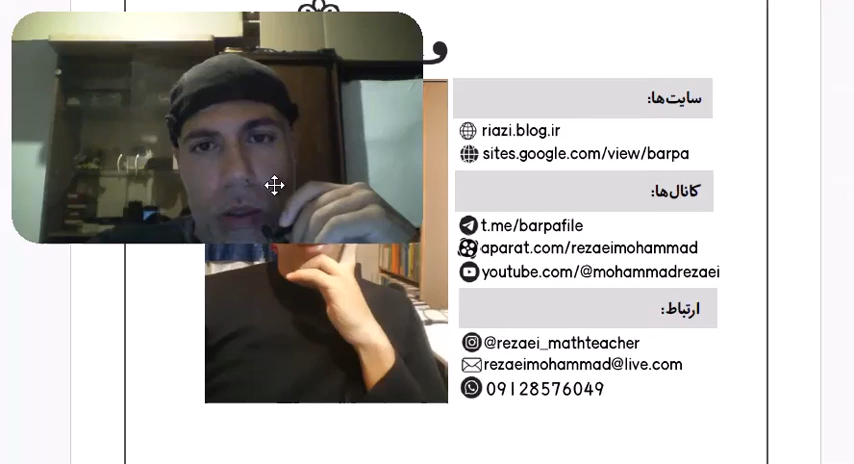 سایت‌ها:
riazi.blog.ir
sites.google.com/view/barpa
کانال‌ها:
t.me/barpafile
aparat.com/rezaeimohammad
youtube.com/@mohammadrezaei
ارتباط:
@rezaei_mathteacher
rezaeimohammad@live.com
09128576049